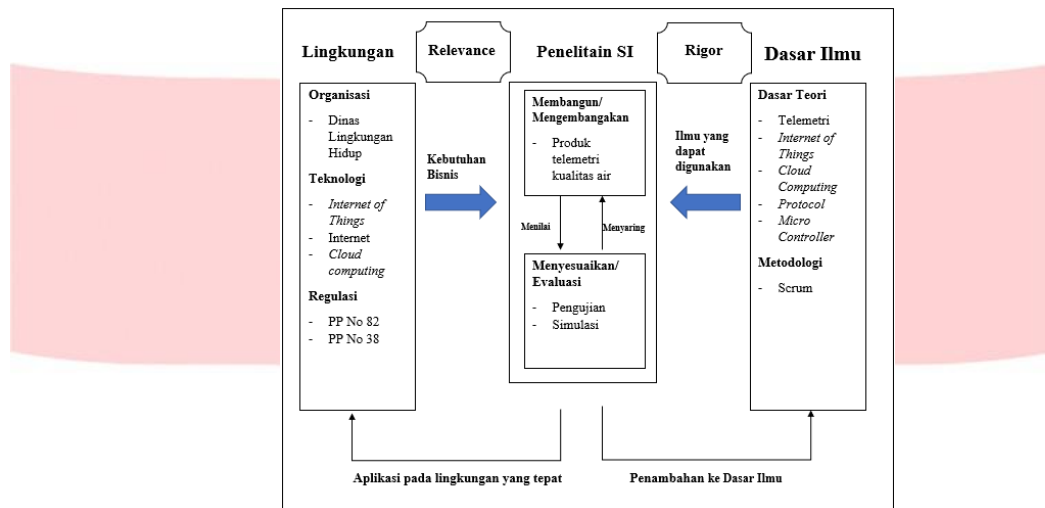 Lingkungan
Relevance
Penelitain SI
Rigor
Dasar Ilmu
Organisasi
- Dinas
Lingkungan
Hidup
Teknologi
- Internet of
Things
- Internet
- Cloud
computing
Regulasi
- PP No 82
- PP No 38
Kebutuhan
Bisnis
Membangun/
Mengembangakan
- Produk
telemetri
kualitas air
Menilai
Menyaring
Menyesuaikan/
Evaluasi
- Pengujian
- Simulasi
Ilmu yang
dapat
digunakan
Dasar Teori
- Telemetri
- Internet of
Things
- Cloud
Computing
- Protocol
- Micro
Controller
Metodologi
- Scrum
Aplikasi pada lingkungan yang tepat
Penambahan ke Dasar Ilmu